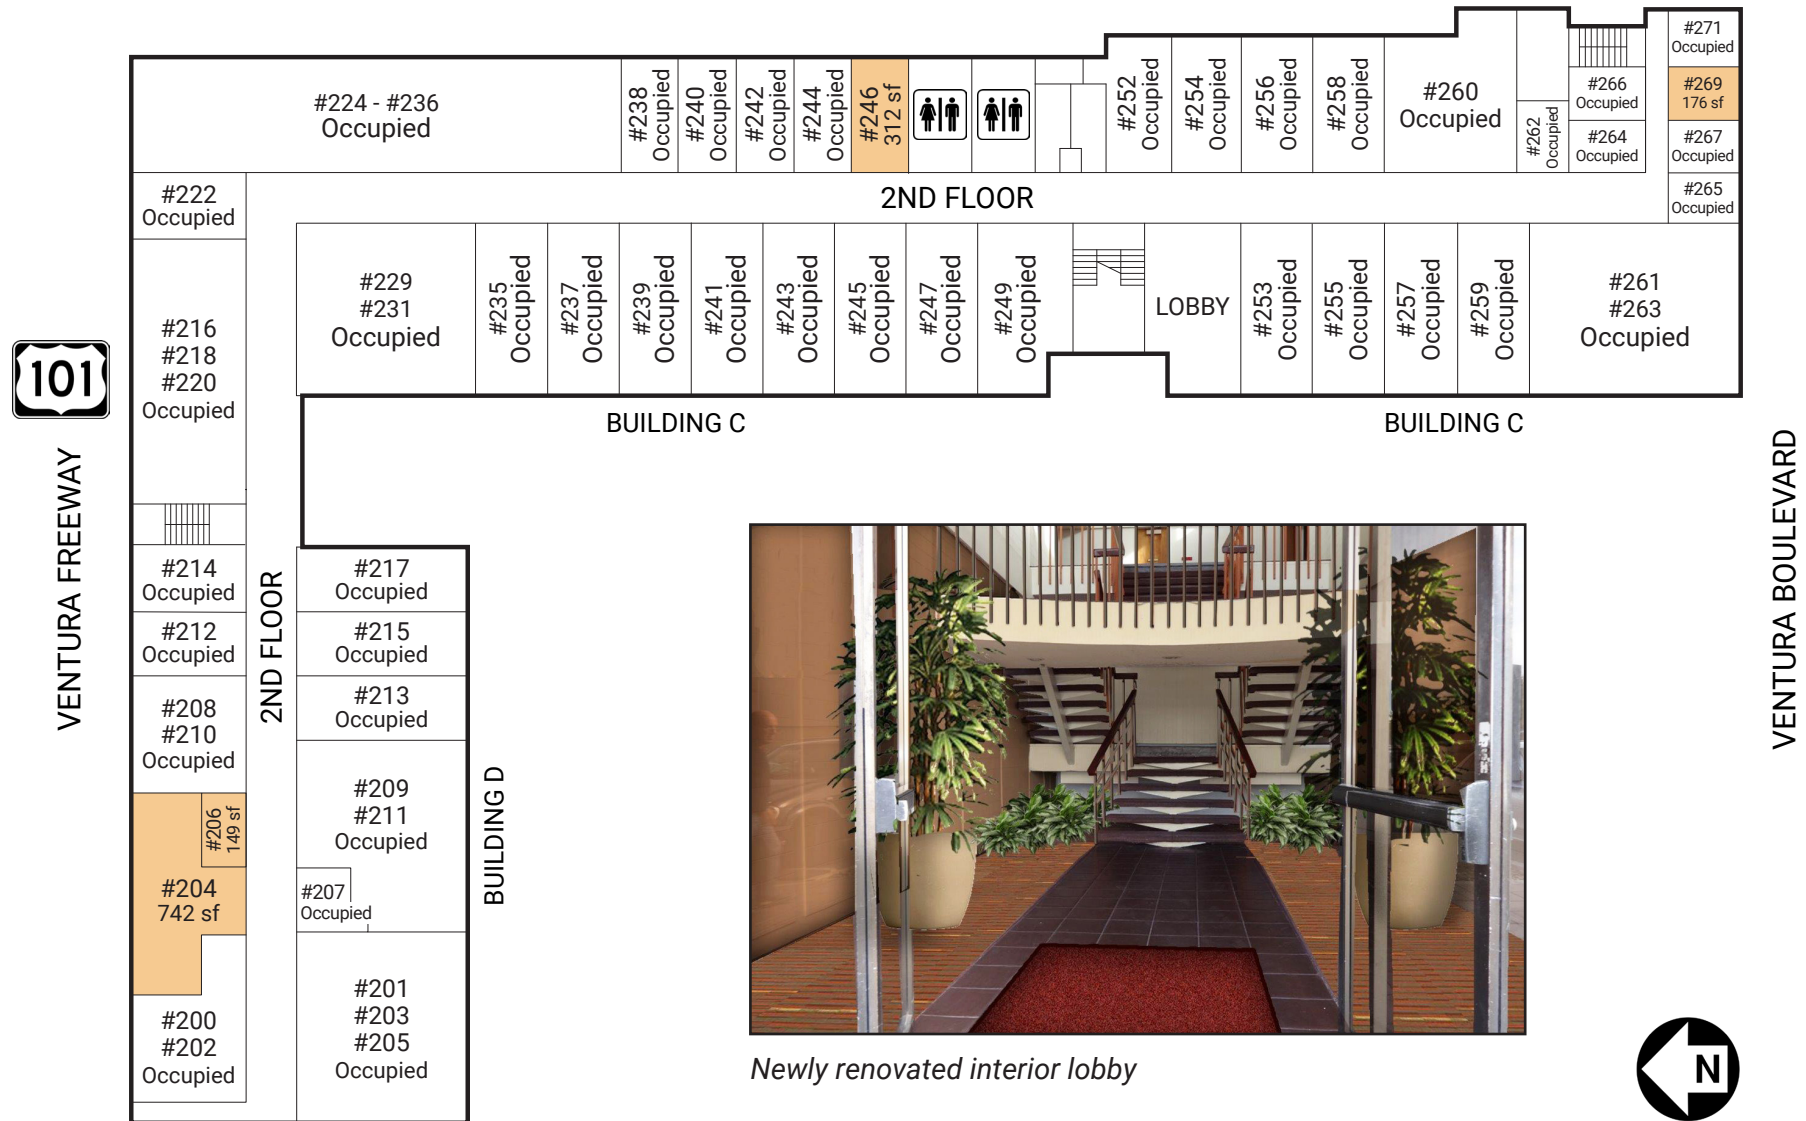 #224 - #236
Occupied
#238
Occupied
#240
Occupied
#242
Occupied
#244
Occupied
#246
312 sf
#252
Occupied
#254
Occupied
#256
Occupied
#258
Occupied
#260
Occupied
#262
Occupied
#266
Occupied
#264
Occupied
#271
Occupied
#269
176 sf
#267
Occupied
#265
Occupied
2ND FLOOR
#222
Occupied
#216
#218
#220
Occupied
#229
#231
Occupied
#235
Occupied
#237
Occupied
#239
Occupied
#241
Occupied
#243
Occupied
#245
Occupied
#247
Occupied
#249
Occupied
LOBBY
#253
Occupied
#255
Occupied
#257
Occupied
#259
Occupied
#261
#263
Occupied
BUILDING C
BUILDING C
101
VENTURA FREEWAY
VENTURA BOULEVARD
#214
Occupied
#212
Occupied
#208
#210
Occupied
#206
149 sf
#204
742 sf
#200
#202
Occupied
2ND FLOOR
#217
Occupied
#215
Occupied
#213
Occupied
#209
#211
Occupied
#207
Occupied
#201
#203
#205
Occupied
BUILDING D
Newly renovated interior lobby
N